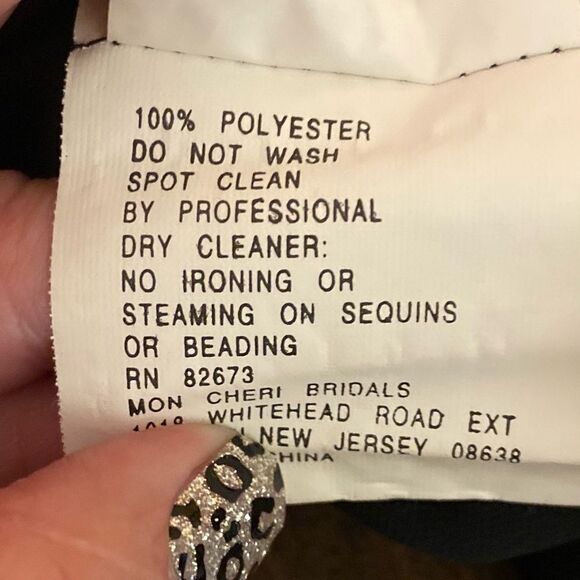 100% POLYESTER
DO NOT WASH
SPOT CLEAN
BY PROFESSIONAL
DRY CLEANER:
NO IRONING OR
STEAMING ON SEQUINS
OR BEADING
RN 82673
MON CHERI BRIDALS
WHITEHEAD ROAD EXT
NEW JERSEY 08638
CHINA